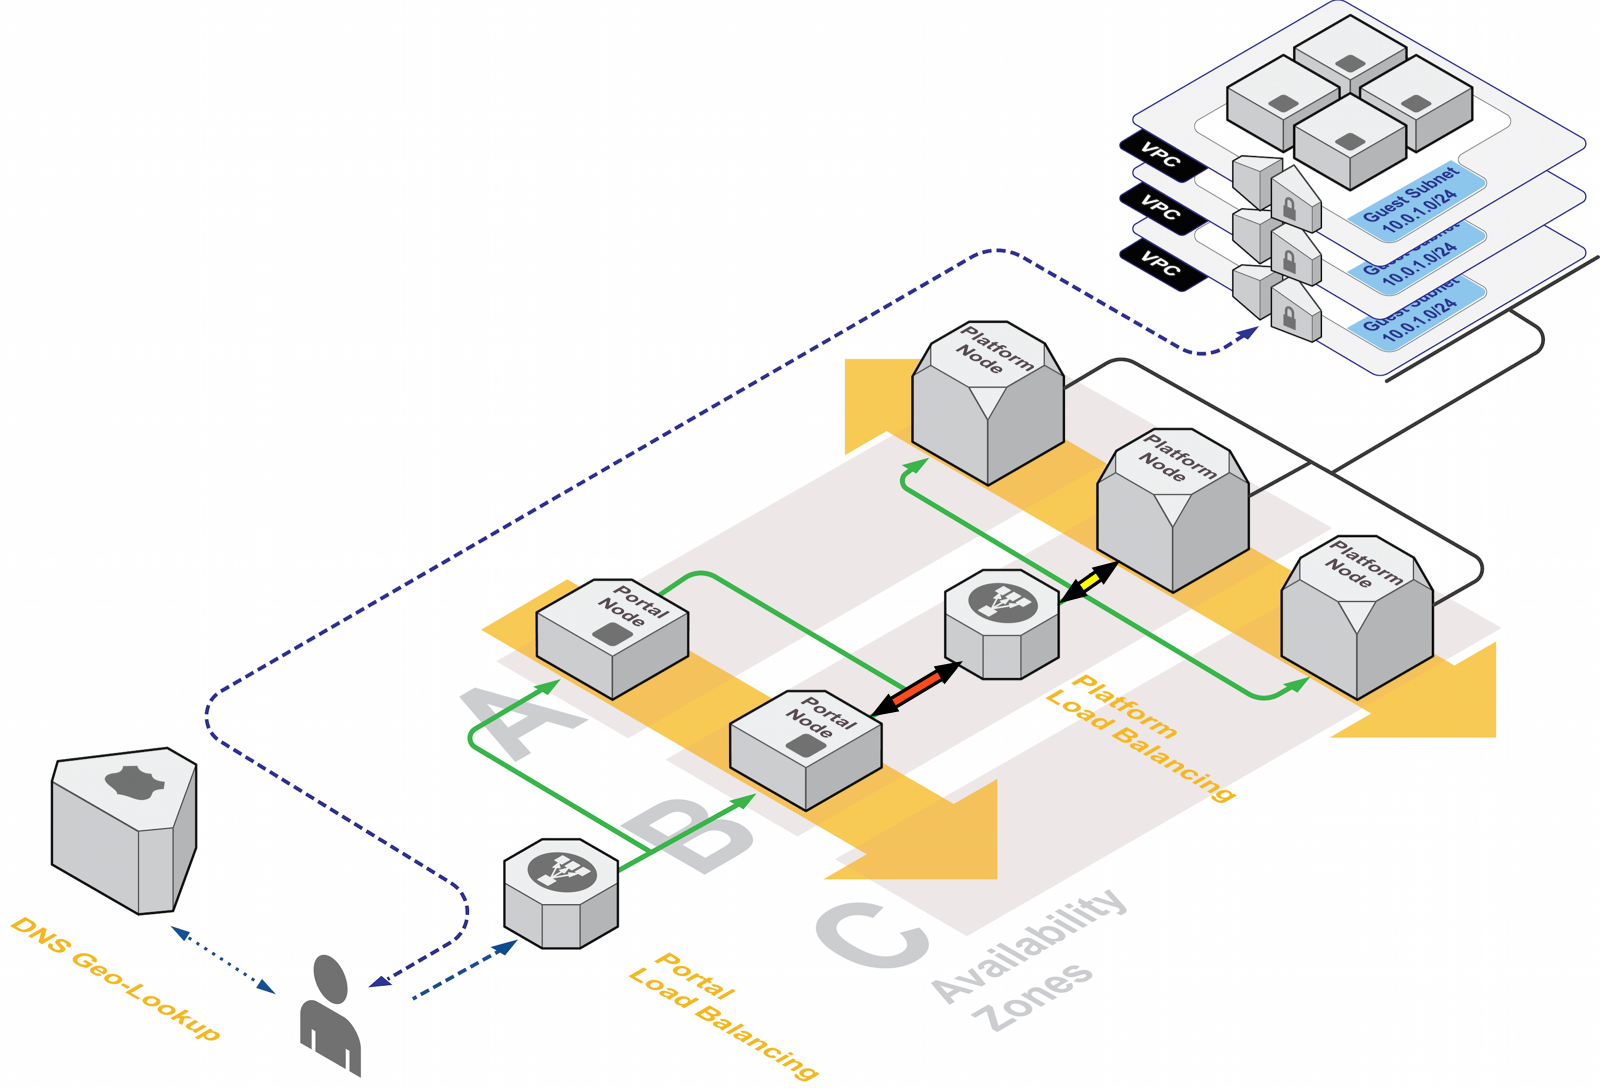 VPC
Guest Subnet
10.0.1.0/24
VPC
Guest Subnet
10.0.1.0/24
VPC
Guest Subnet
10.0.1.0/24
Platform
Node
Platform
Node
Platform
Node
Portal
Node
Portal
Node
A
B
C
Availability
Zones
Platform
Load Balancing
Portal
Load Balancing
DNS Geo-Lookup